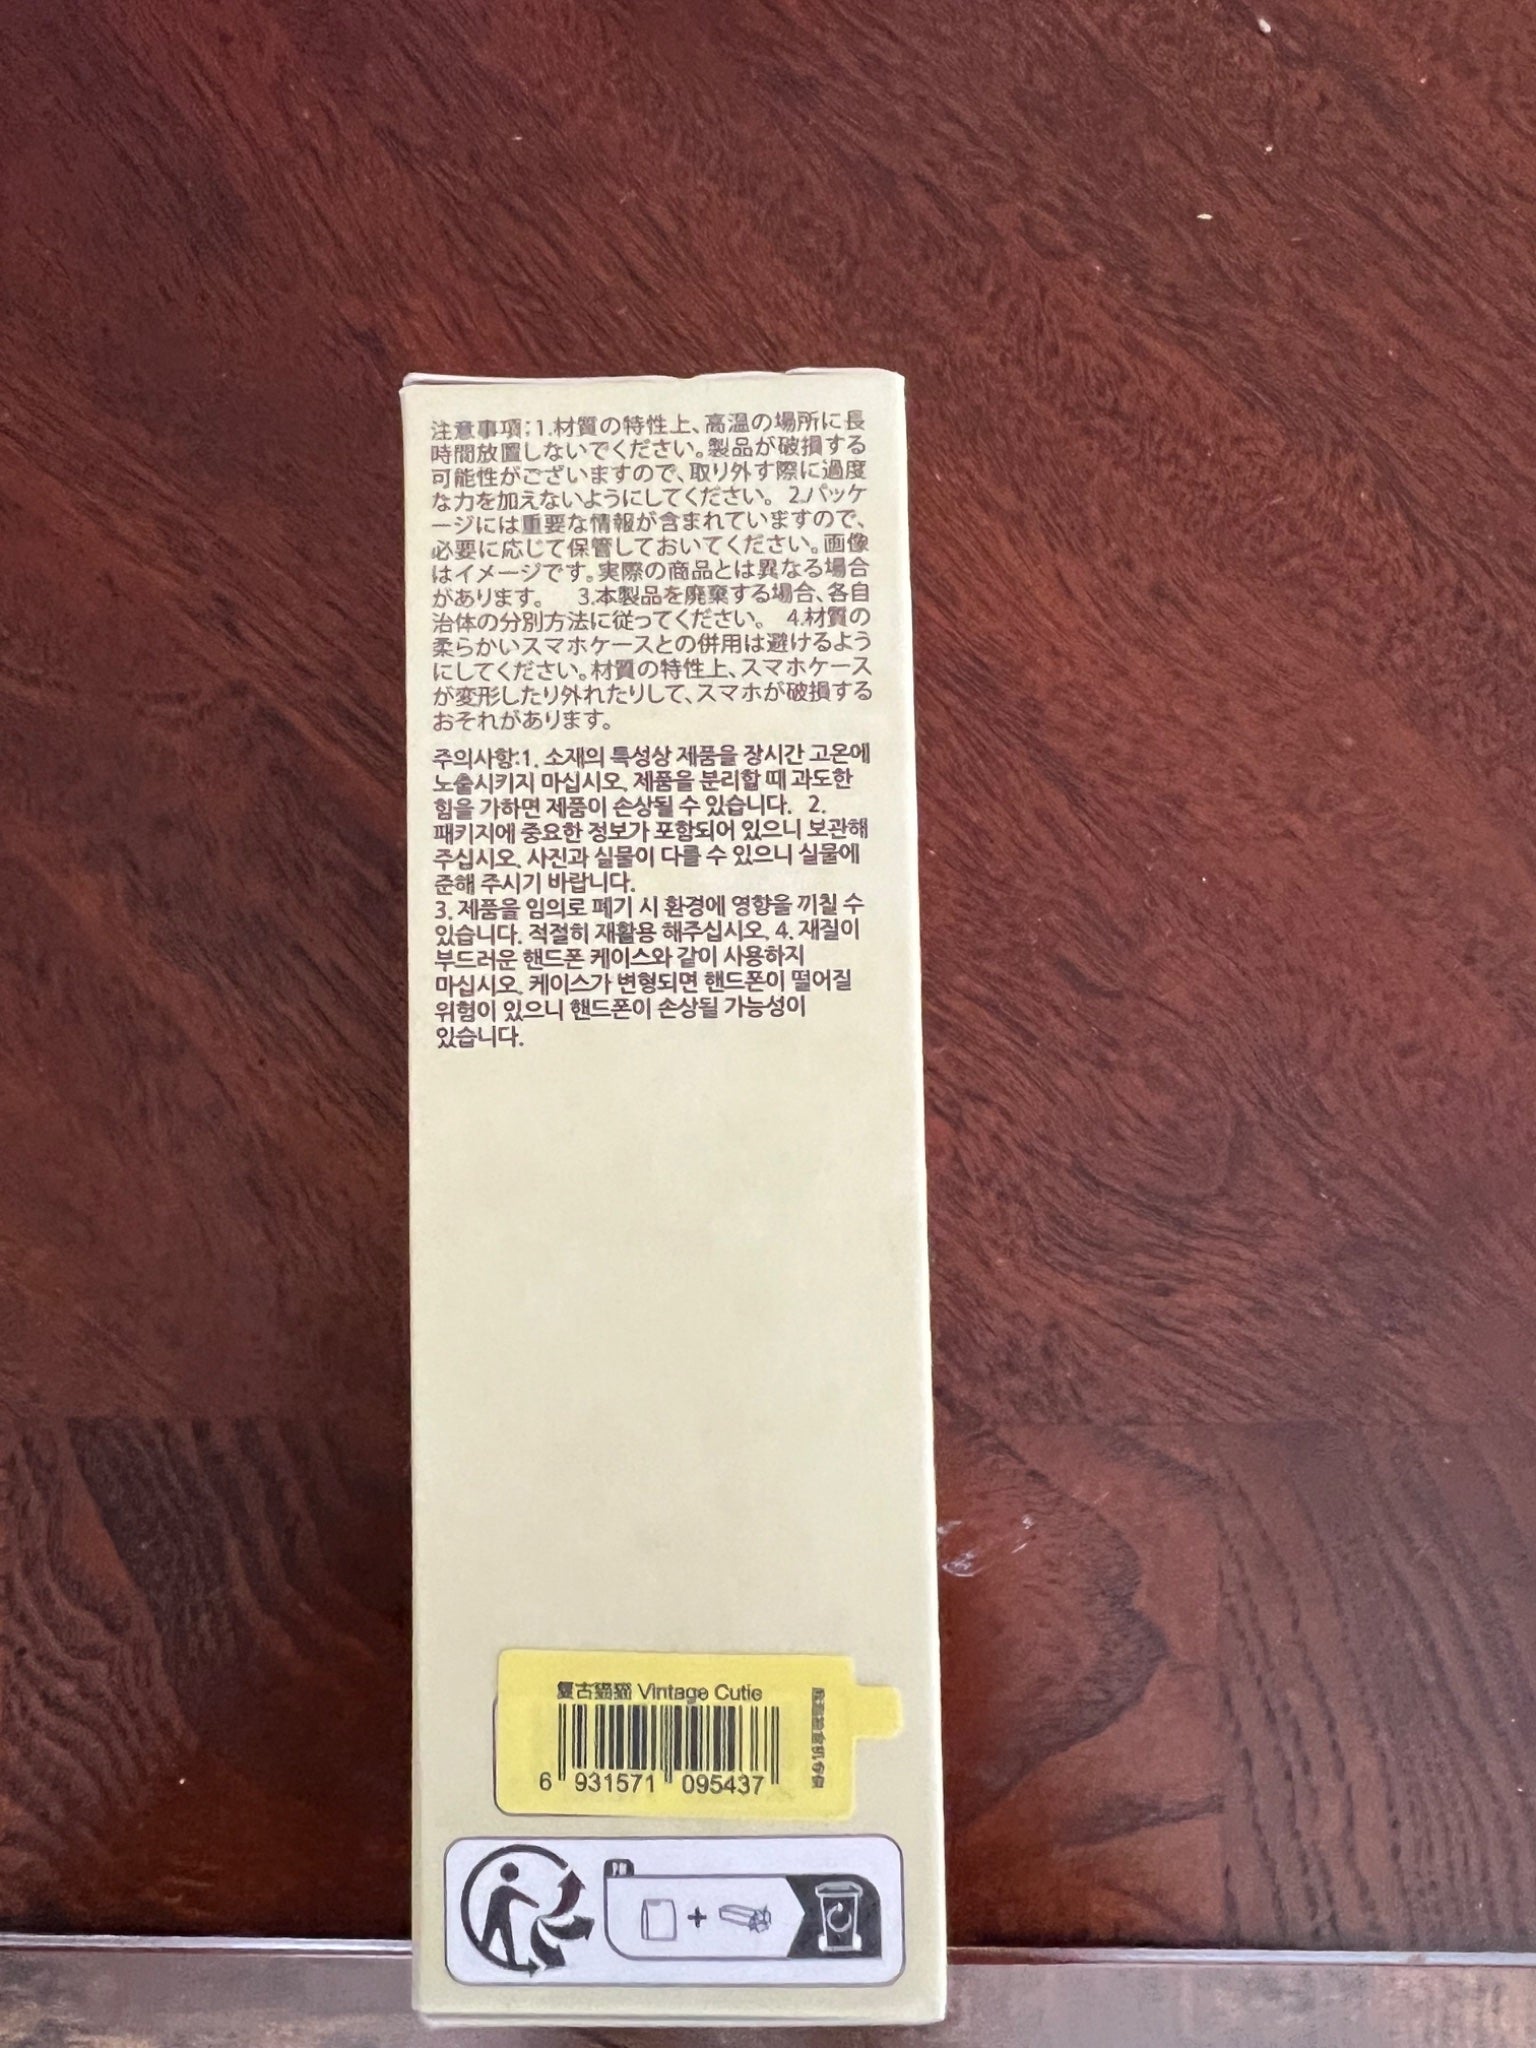 注意事項:1.材質の特性上、高温の場所に長
時間放置しないでください。製品が破損する
可能性がございますので、取り外す際に過度
な力を加えないようにしてください。 2.パッケ
ージには重要な情報が含まれていますので、
必要に応じて保管しておいてください。画像
はイメージです。実際の商品とは異なる場合
があります。 3.本製品を廃棄する場合、各自
治体の分別方法に従ってください。 4.材質の
柔らかいスマホケースとの併用は避けるよう
にしてください。材質の特性上、スマホケース
が変形したり外れたりして、スマホが破損する
おそれがあります。
주의사항:1. 소재의 특성상 제품을 장시간 고온에
노출시키지 마십시오, 제품을 분리할 때 과도한
힘을 가하면 제품이 손상될 수 있습니다. 2.
패키지에 중요한 정보가 포함되어 있으니 보관해
주십시오, 사진과 실물이 다를 수 있으니 실물에
준해 주시기 바랍니다.
3. 제품을 임의로 폐기 시 환경에 영향을 끼칠 수
있습니다. 적절히 재활용 해주십시오, 4. 재질이
부드러운 핸드폰 케이스와 같이 사용하지
마십시오, 케이스가 변형되면 핸드폰이 떨어질
위험이 있으니 핸드폰이 손상될 가능성이
있습니다.
复古猫猫 Vintage Cutie
6 931571 095437